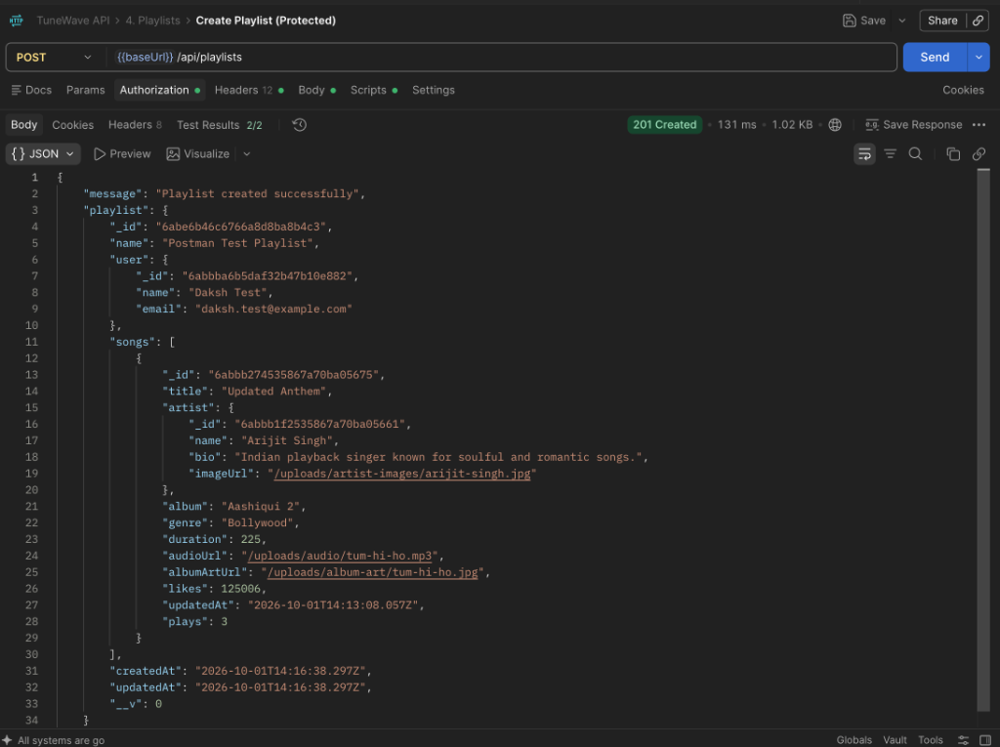 HTTP TuneWave API > 4. Playlists > Create Playlist (Protected) Save Share
POST {{baseUrl}} /api/playlists Send
Docs Params Authorization Headers 12 Body Scripts Settings Cookies
Body Cookies Headers 8 Test Results 2/2 201 Created • 131 ms • 1.02 KB • e.g. Save Response
{} JSON Preview Visualize
1 {
2 "message": "Playlist created successfully",
3 "playlist": {
4 "_id": "6abe6b46c6766a8d8ba8b4c3",
5 "name": "Postman Test Playlist",
6 "user": {
7 "_id": "6abbba6b5daf32b47b10e882",
8 "name": "Daksh Test",
9 "email": "daksh.test@example.com"
10 },
11 "songs": [
12 {
13 "_id": "6abbb274535867a70ba05675",
14 "title": "Updated Anthem",
15 "artist": {
16 "_id": "6abbb1f2535867a70ba05661",
17 "name": "Arijit Singh",
18 "bio": "Indian playback singer known for soulful and romantic songs.",
19 "imageUrl": "/uploads/artist-images/arijit-singh.jpg"
20 },
21 "album": "Aashiqui 2",
22 "genre": "Bollywood",
23 "duration": 225,
24 "audioUrl": "/uploads/audio/tum-hi-ho.mp3",
25 "albumArtUrl": "/uploads/album-art/tum-hi-ho.jpg",
26 "likes": 125006,
27 "updatedAt": "2026-10-01T14:13:08.057Z",
28 "plays": 3
29 }
30 ],
31 "createdAt": "2026-10-01T14:16:38.297Z",
32 "updatedAt": "2026-10-01T14:16:38.297Z",
33 "__v": 0
34 }
All systems are go Globals Vault Tools